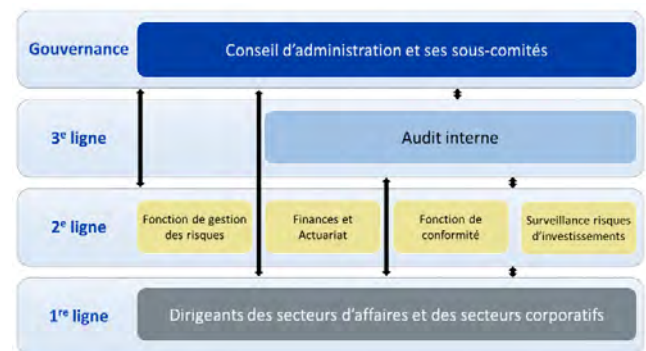 Gouvernance
Conseil d'administration et ses sous-comités
3e ligne
Audit interne
2e ligne
Fonction de gestion
des risques
Finances et
Actuariat
Fonction de
conformité
Surveillance risques
d'investissements
1re ligne
Dirigeants des secteurs d'affaires et des secteurs corporatifs